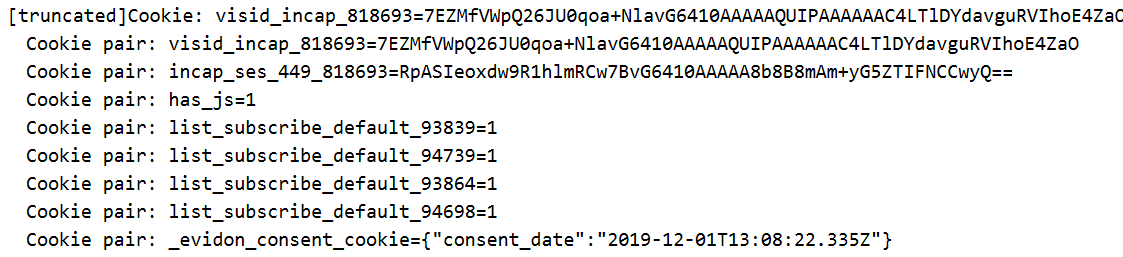 [truncated]Cookie: visid_incap_818693=7EZMfVWpQ26JU0qoa+NlavG6410AAAAAQUIPAAAAAAC4LTlDYdavguRVIhoE4ZaO
Cookie pair: visid_incap_818693=7EZMfVWpQ26JU0qoa+NlavG6410AAAAAQUIPAAAAAAC4LTlDYdavguRVIhoE4ZaO
Cookie pair: incap_ses_449_818693=RpASIeoxdw9R1hlmRCw7BvG6410AAAAA8b8B8mAm+yG5ZTIFNCCwyQ==
Cookie pair: has_js=1
Cookie pair: list_subscribe_default_93839=1
Cookie pair: list_subscribe_default_94739=1
Cookie pair: list_subscribe_default_93864=1
Cookie pair: list_subscribe_default_94698=1
Cookie pair: _evidon_consent_cookie={"consent_date":"2019-12-01T13:08:22.335Z"}